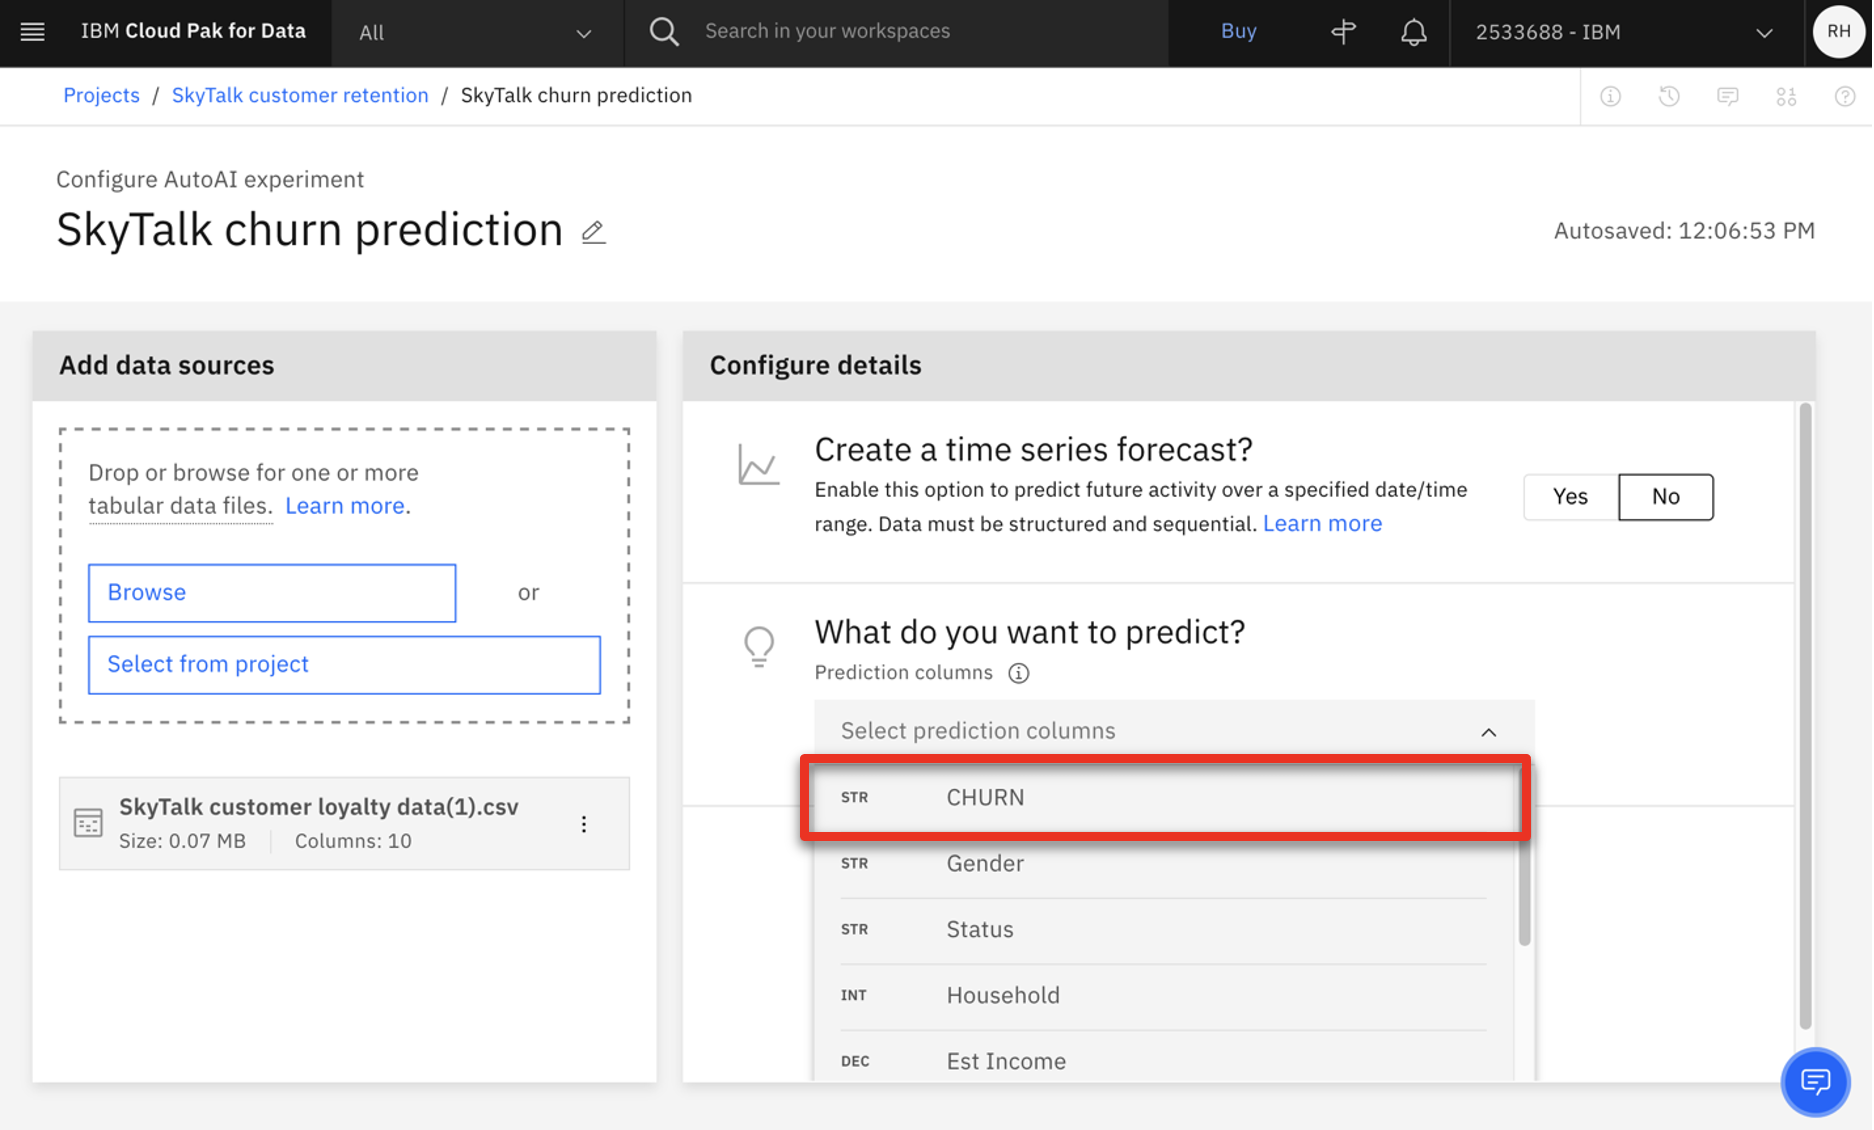 IBM Cloud Pak for Data
All
Search in your workspaces
Buy
2533688 - IBM
RH
Projects / SkyTalk customer retention / SkyTalk churn prediction
Configure AutoAI experiment
SkyTalk churn prediction
Autosaved: 12:06:53 PM
Add data sources
Drop or browse for one or more
tabular data files. Learn more.
Browse
or
Select from project
SkyTalk customer loyalty data(1).csv
Size: 0.07 MB
Columns: 10
Configure details
Create a time series forecast?
Enable this option to predict future activity over a specified date/time
range. Data must be structured and sequential. Learn more
Yes
No
What do you want to predict?
Prediction columns
Select prediction columns
STR CHURN
STR Gender
STR Status
INT Household
DEC Est Income